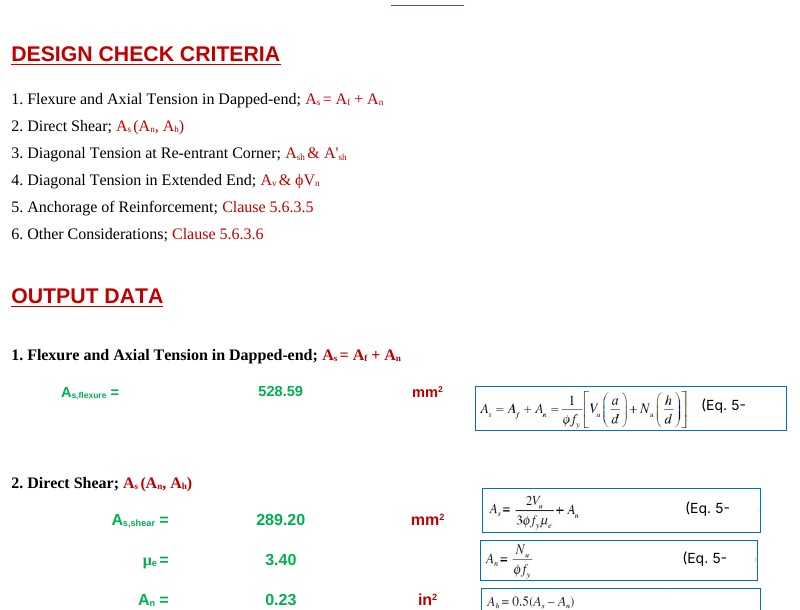 DESIGN CHECK CRITERIA
1. Flexure and Axial Tension in Dapped-end; As = Af + An
2. Direct Shear; As (An, Ah)
3. Diagonal Tension at Re-entrant Corner; Ash & A'sh
4. Diagonal Tension in Extended End; Av & ϕVn
5. Anchorage of Reinforcement; Clause 5.6.3.5
6. Other Considerations; Clause 5.6.3.6
OUTPUT DATA
1. Flexure and Axial Tension in Dapped-end; As = Af + An
As,flexure = 528.59 mm² As = Af + An = 1/ϕfy [Vu(a/d) + Nu(h/d)] (Eq. 5-
2. Direct Shear; As (An, Ah)
As,shear = 289.20 mm² As = 2Vu/3ϕfyμe + An (Eq. 5-
μe = 3.40 An = Nu/ϕfy (Eq. 5-
An = 0.23 in² Ah = 0.5(As − An)